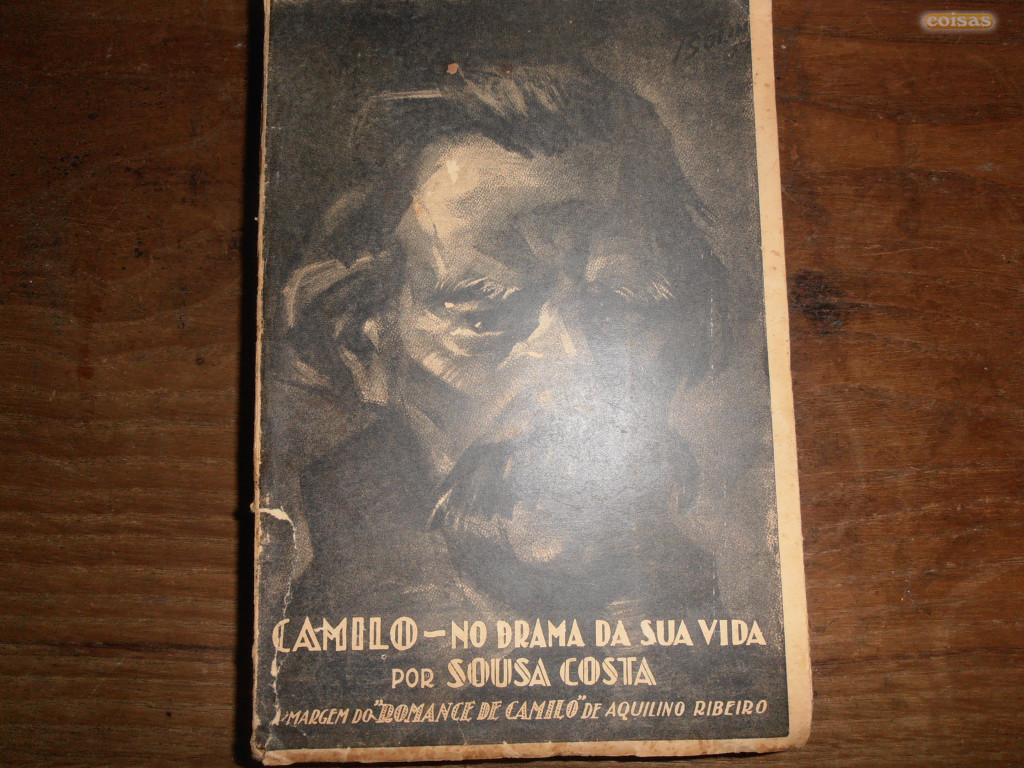 coisas
CAMILO – NO DRAMA DA SUA VIDA
POR SOUSA COSTA
MARGEM DO "ROMANCE DE CAMILO" DE AQUILINO RIBEIRO